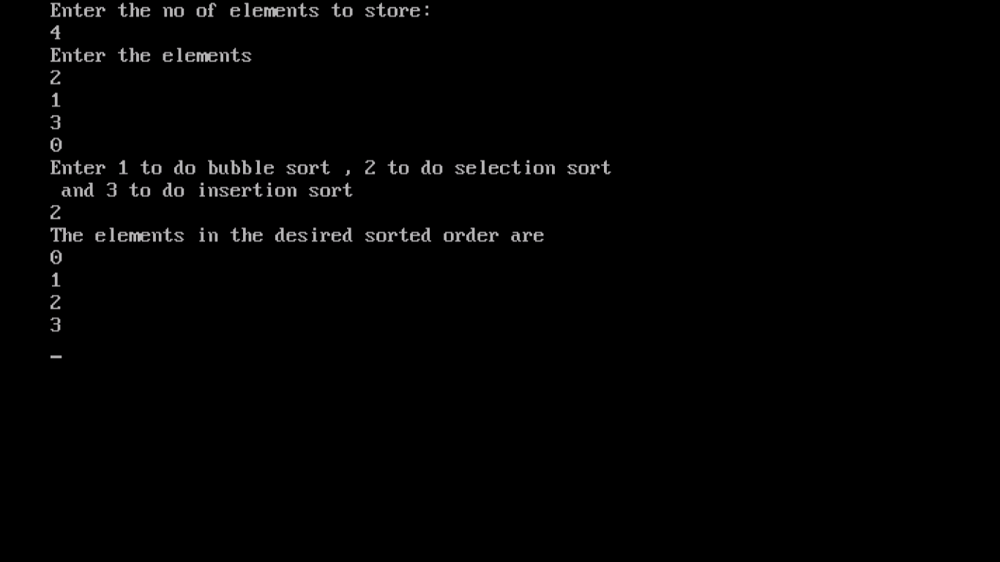 Enter the no of elements to store:
4
Enter the elements
2
1
3
0
Enter 1 to do bubble sort , 2 to do selection sort
 and 3 to do insertion sort
2
The elements in the desired sorted order are
0
1
2
3
_